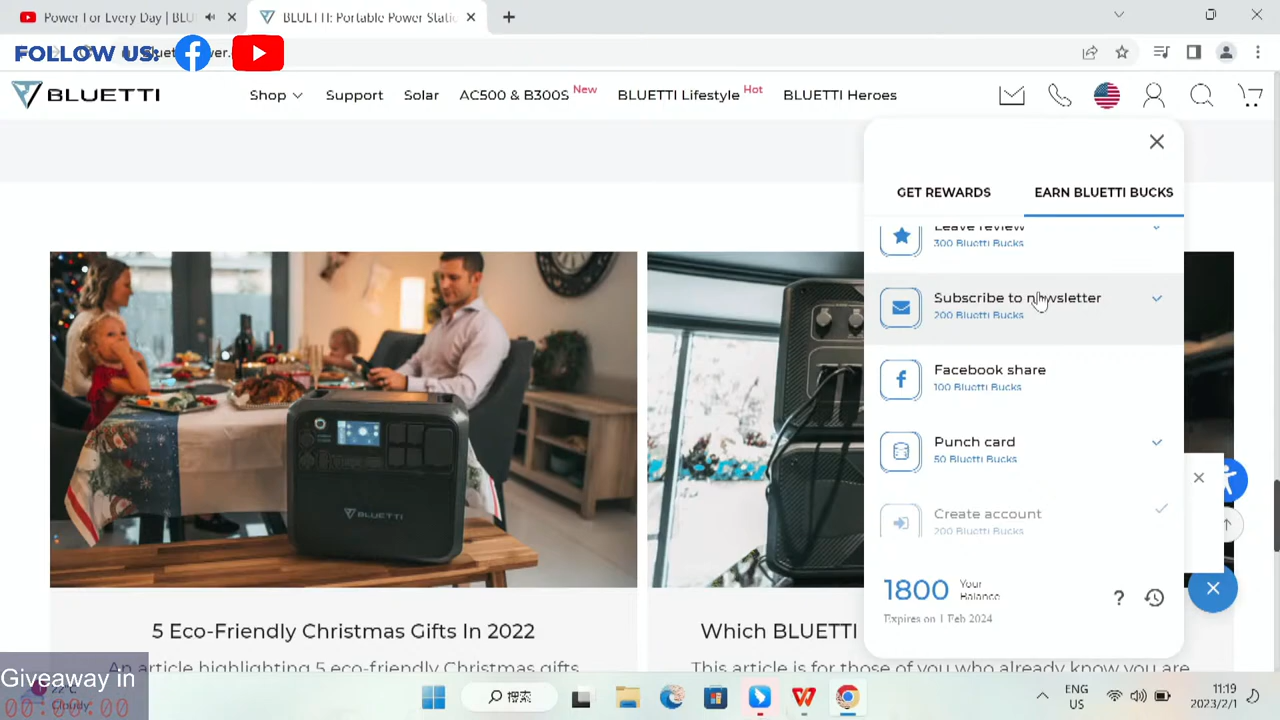 Power For Every Day | BLU
BLUETTI: Portable Power Stati
FOLLOW US:
BLUETTI
Shop
Support
Solar
AC500 & B300S New
BLUETTI Lifestyle Hot
BLUETTI Heroes
GET REWARDS
EARN BLUETTI BUCKS
Leave review
300 Bluetti Bucks
Subscribe to newsletter
200 Bluetti Bucks
Facebook share
100 Bluetti Bucks
Punch card
50 Bluetti Bucks
Create account
200 Bluetti Bucks
1800 Your
Balance
Expires on 1 Feb 2024
BLUETTI
5 Eco-Friendly Christmas Gifts In 2022
An article highlighting 5 eco-friendly Christmas gifts
Which BLUETTI
This article is for those of you who already know you are
Giveaway in
00:00:00
22°C
Cloudy
搜索
ENG
US
11:19
2023/2/1